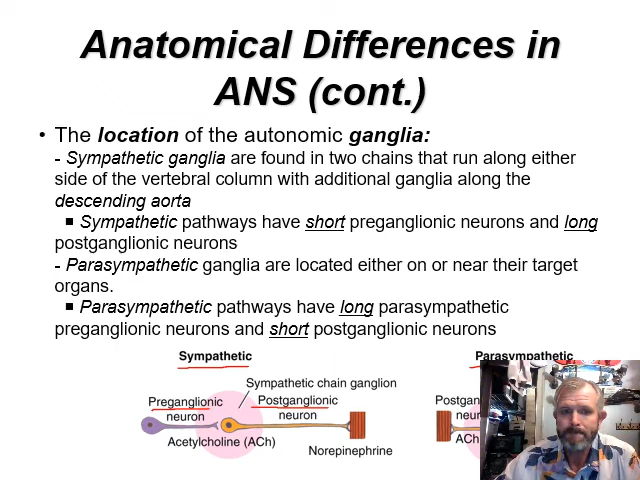 Anatomical Differences in
ANS (cont.)
• The location of the autonomic ganglia:
- Sympathetic ganglia are found in two chains that run along either
side of the vertebral column with additional ganglia along the
descending aorta
■ Sympathetic pathways have short preganglionic neurons and long
postganglionic neurons
- Parasympathetic ganglia are located either on or near their target
organs.
■ Parasympathetic pathways have long parasympathetic
preganglionic neurons and short postganglionic neurons
Sympathetic
Sympathetic chain ganglion
Preganglionic
neuron
Postganglionic
neuron
Acetylcholine (ACh)
Norepinephrine
Parasympathetic